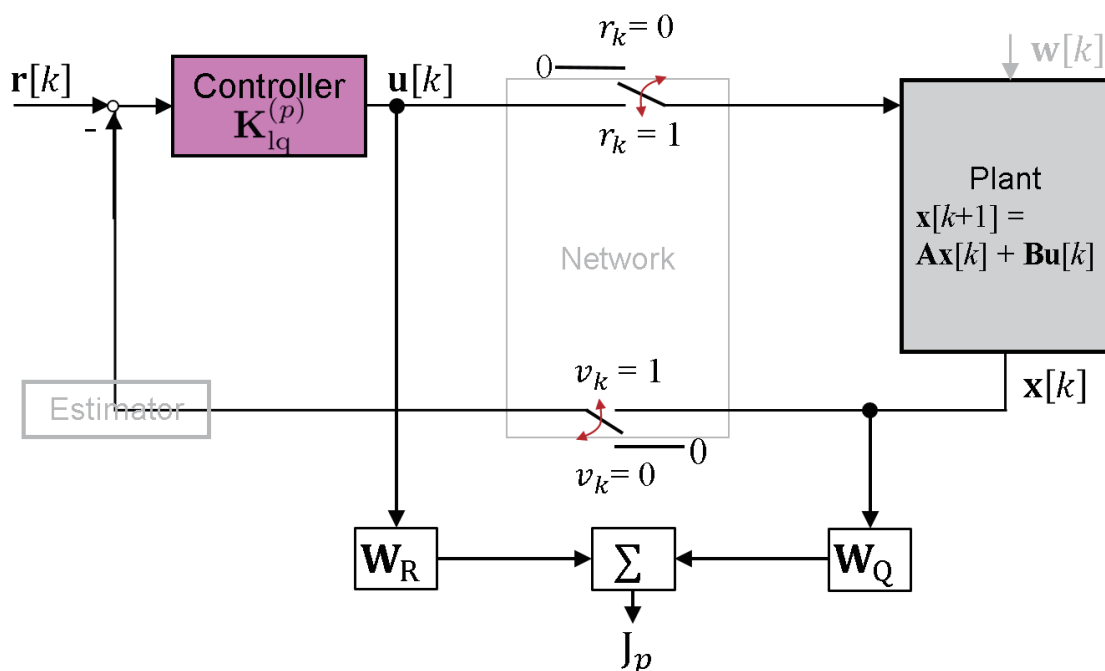 r_k = 0
0
w[k]
r[k]
Controller
u[k]
K_lq^(p)
-
r_k = 1
Plant
x[k+1] =
Ax[k] + Bu[k]
Network
v_k = 1
x[k]
Estimator
0
v_k = 0
W_R
Σ
W_Q
J_p